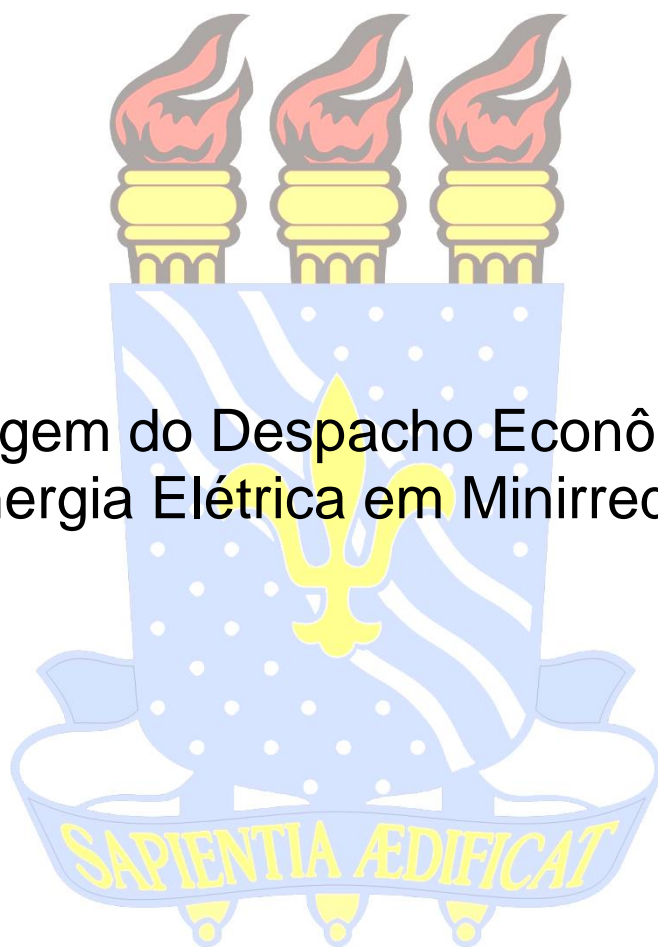 gem do Despacho Econô
ergia Elétrica em Minirred
SAPIENTIA ÆDIFICAT